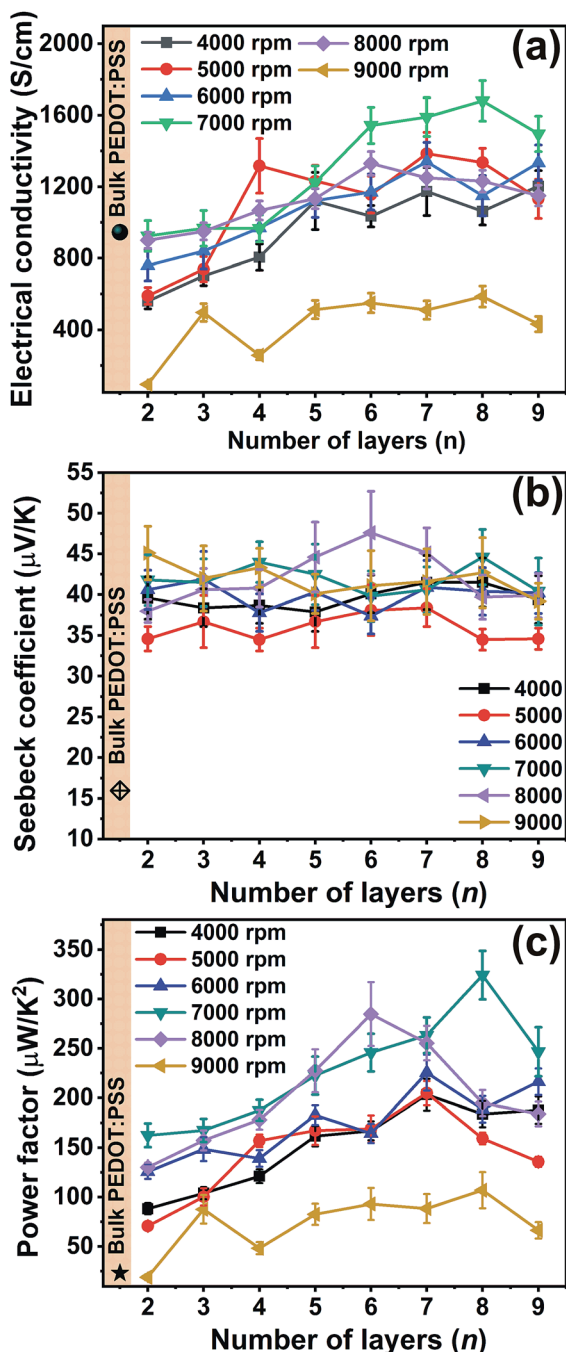 (a)
4000 rpm
5000 rpm
6000 rpm
7000 rpm
8000 rpm
9000 rpm
Bulk PEDOT:PSS
Electrical conductivity (S/cm)
2000
1600
1200
800
400
2 3 4 5 6 7 8 9
Number of layers (n)
(b)
Bulk PEDOT:PSS
Seebeck coefficient (μV/K)
55
50
45
40
35
30
25
20
15
10
4000
5000
6000
7000
8000
9000
2 3 4 5 6 7 8 9
Number of layers (n)
(c)
4000 rpm
5000 rpm
6000 rpm
7000 rpm
8000 rpm
9000 rpm
Bulk PEDOT:PSS
Power factor (μW/K²)
350
300
250
200
150
100
50
2 3 4 5 6 7 8 9
Number of layers (n)